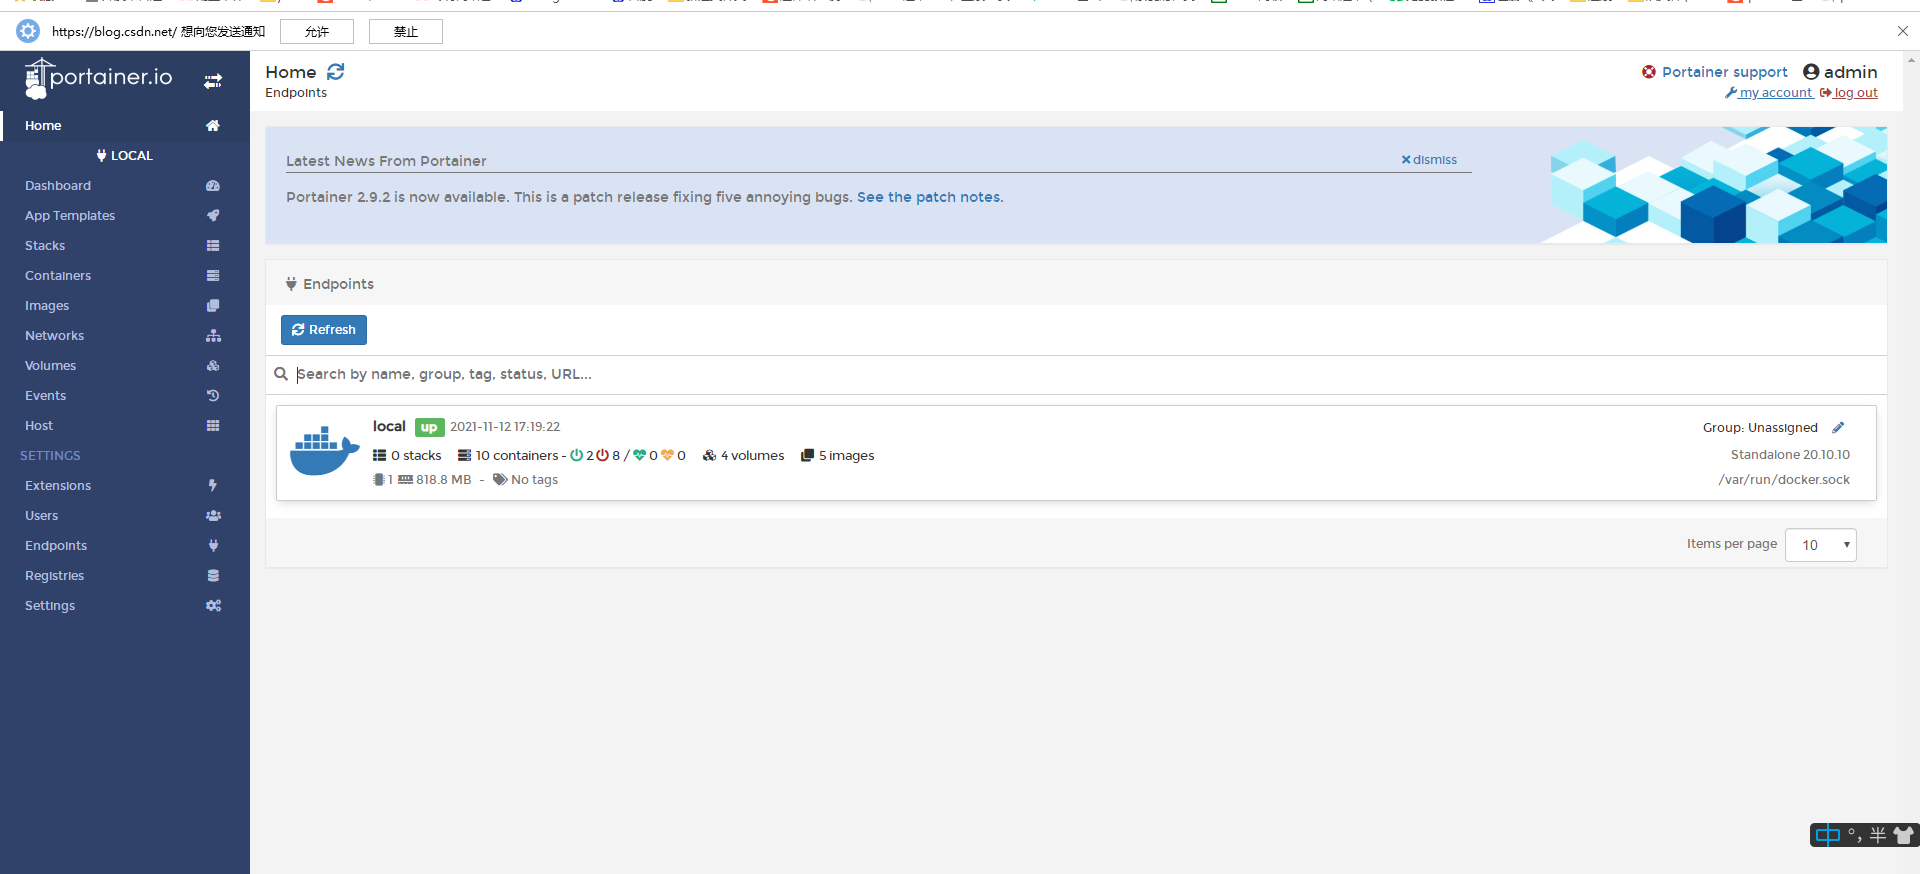 https://blog.csdn.net/ 想向您发送通知 允许 禁止
portainer.io
Home
LOCAL
Dashboard
App Templates
Stacks
Containers
Images
Networks
Volumes
Events
Host
SETTINGS
Extensions
Users
Endpoints
Registries
Settings
Home
Endpoints
Portainer support admin
my account log out
Latest News From Portainer dismiss
Portainer 2.9.2 is now available. This is a patch release fixing five annoying bugs. See the patch notes.
Endpoints
Refresh
Search by name, group, tag, status, URL...
local up 2021-11-12 17:19:22 Group: Unassigned
0 stacks 10 containers - 2 8 / 0 0 4 volumes 5 images Standalone 20.10.10
1 818.8 MB - No tags /var/run/docker.sock
Items per page 10
中 °, 半